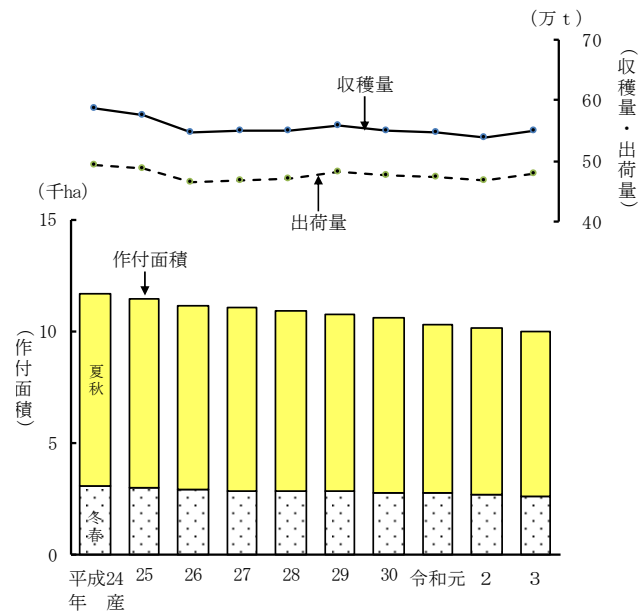 (万ｔ)
70
60
50
40
(収穫量・出荷量)
収穫量
出荷量
(千ha)
15
10
5
0
(作付面積)
作付面積
夏秋
冬春
平成24 25 26 27 28 29 30 令和元 2 3
年 産